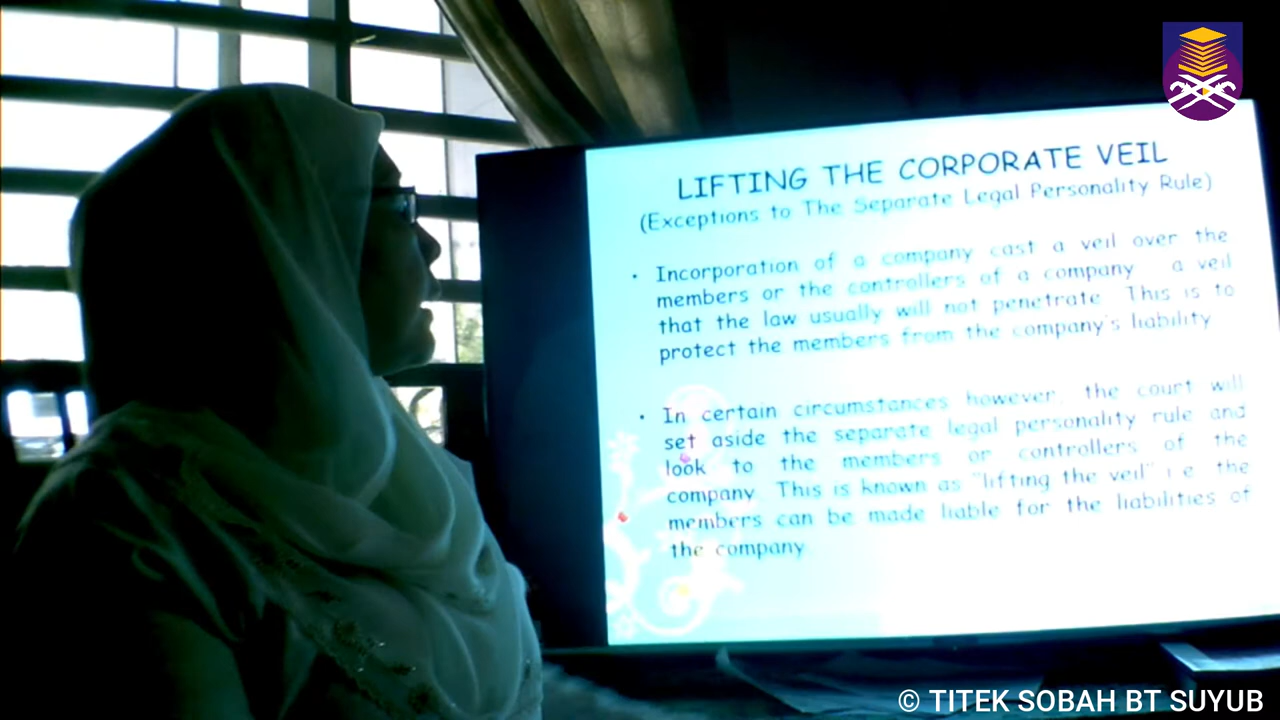 LIFTING THE CORPORATE VEIL
(Exceptions to The Separate Legal Personality Rule)
• Incorporation of a company cast a veil over the
members or the controllers of a company a veil
that the law usually will not penetrate. This is to
protect the members from the company's liability
• In certain circumstances however, the court will
set aside the separate legal personality rule and
look to the members or controllers of the
company. This is known as "lifting the veil" i.e. the
members can be made liable for the liabilities of
the company
© TITEK SOBAH BT SUYUB